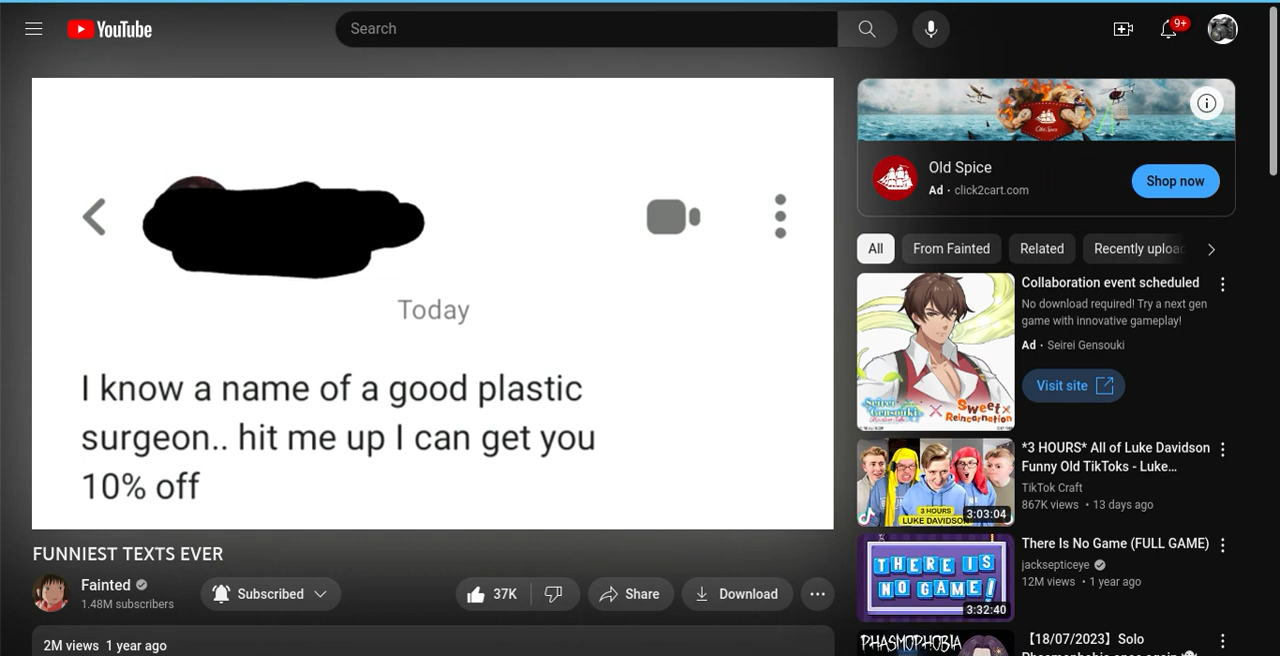 YouTube
Search
9+
Today
I know a name of a good plastic
surgeon.. hit me up I can get you
10% off
FUNNIEST TEXTS EVER
Fainted
1.48M subscribers
Subscribed
37K
Share
Download
2M views 1 year ago
Old Spice
Old Spice
Ad · click2cart.com
Shop now
All
From Fainted
Related
Recently uploa
Collaboration event scheduled
No download required! Try a next gen
game with innovative gameplay!
Ad · Seirei Gensouki
Visit site
Seirei
Gensouki
Sweet
Reincarnation
*3 HOURS* All of Luke Davidson
Funny Old TikToks - Luke...
TikTok Craft
867K views · 13 days ago
3 HOURS
LUKE DAVIDSON
3:03:04
There Is No Game (FULL GAME)
jacksepticeye
12M views · 1 year ago
THERE IS
NO GAME!
3:32:40
PHASMOPHOBIA
【18/07/2023】Solo